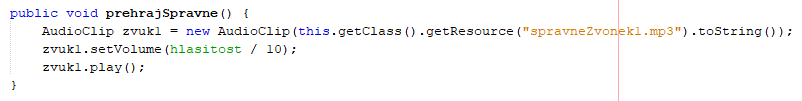 public void prehrajSpravne() {
    AudioClip zvuk1 = new AudioClip(this.getClass().getResource("spravneZvonek1.mp3").toString());
    zvuk1.setVolume(hlasitost / 10);
    zvuk1.play();
}